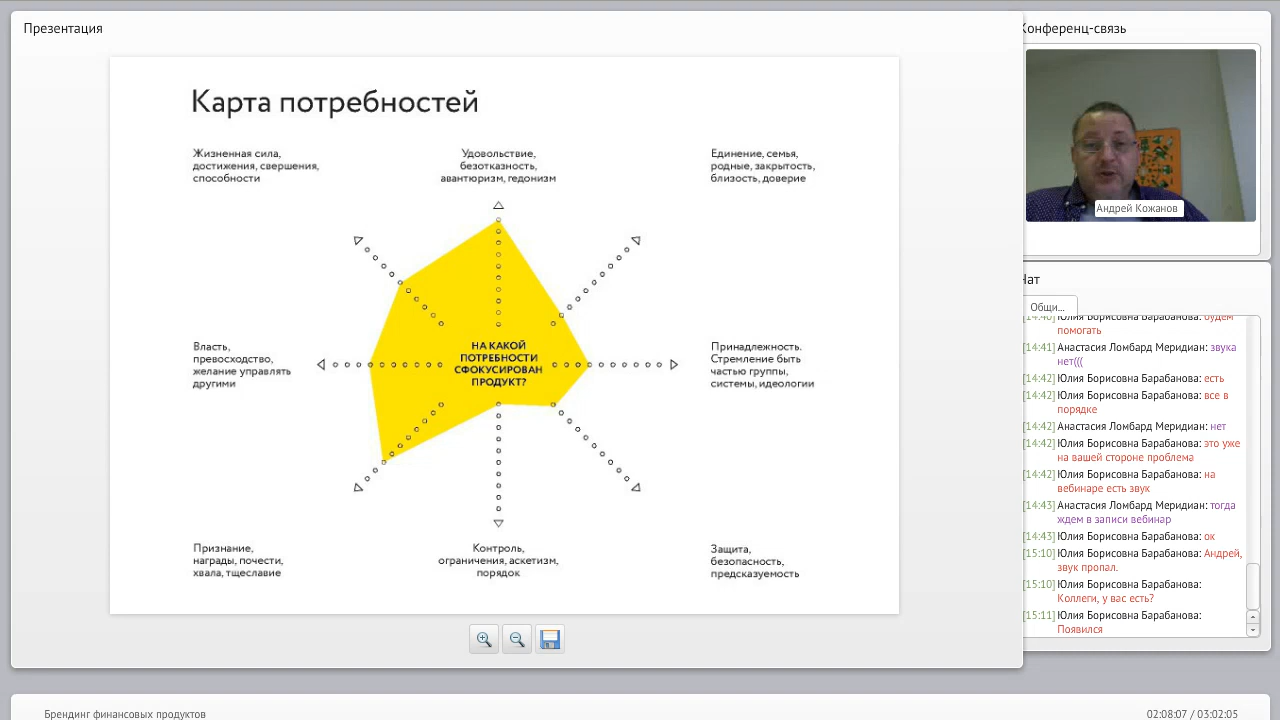 Презентация
Карта потребностей
Жизненная сила,
достижения, свершения,
способности
Удовольствие,
безотказность,
авантюризм, гедонизм
Единение, семья,
родные, закрытость,
близость, доверие
Власть,
превосходство,
желание управлять
другими
НА КАКОЙ
ПОТРЕБНОСТИ
СФОКУСИРОВАН
ПРОДУКТ?
Принадлежность.
Стремление быть
частью группы,
системы, идеологии
Признание,
награды, почести,
хвала, тщеславие
Контроль,
ограничения, аскетизм,
порядок
Защита,
безопасность,
предсказуемость
Конференц-связь
Андрей Кожанов
Чат
Общи...
[14:40] Юлия Борисовна Барабанова: будем
помогать
[14:41] Анастасия Ломбард Меридиан: звука
нет(((
[14:42] Юлия Борисовна Барабанова: есть
[14:42] Юлия Борисовна Барабанова: все в
порядке
[14:42] Анастасия Ломбард Меридиан: нет
[14:42] Юлия Борисовна Барабанова: это уже
на вашей стороне проблема
[14:42] Юлия Борисовна Барабанова: на
вебинаре есть звук
[14:43] Анастасия Ломбард Меридиан: тогда
ждем в записи вебинар
[14:43] Юлия Борисовна Барабанова: ок
[15:10] Юлия Борисовна Барабанова: Андрей,
звук пропал.
[15:10] Юлия Борисовна Барабанова:
Коллеги, у вас есть?
[15:11] Юлия Борисовна Барабанова:
Появился
Брендинг финансовых продуктов
02:08:07 / 03:02:05